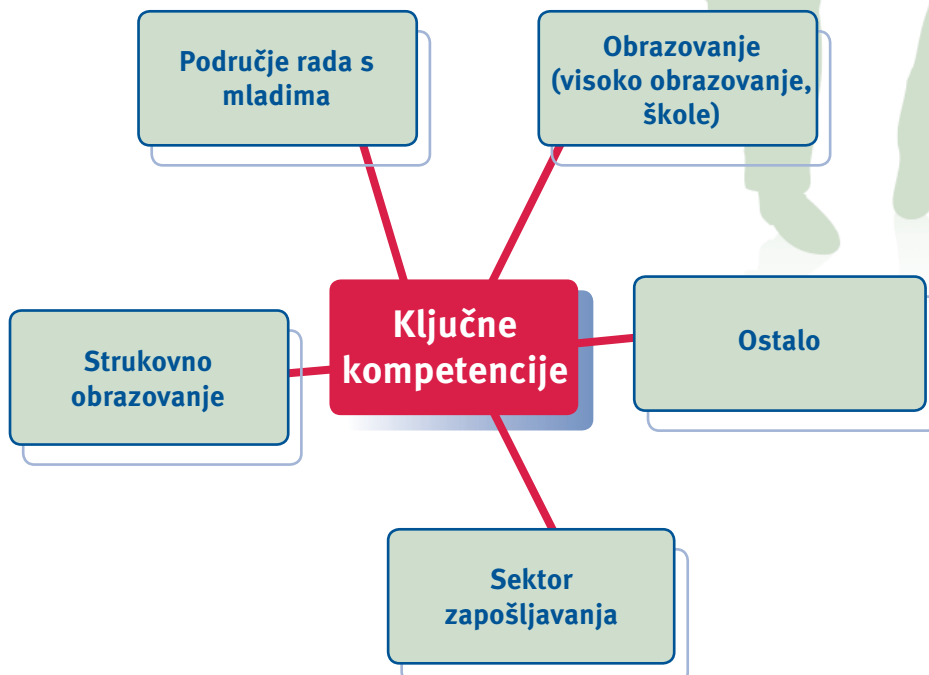 Područje rada s
mladima
Obrazovanje
(visoko obrazovanje,
škole)
Ključne
kompetencije
Ostalo
Strukovno
obrazovanje
Sektor
zapošljavanja